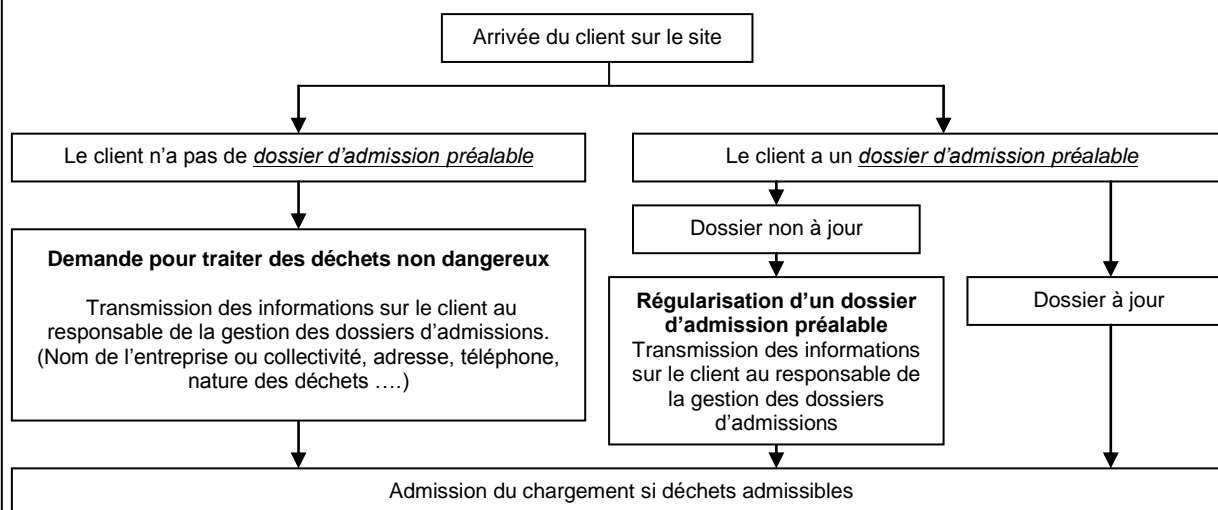 Arrivée du client sur le site
Le client n’a pas de dossier d’admission préalable
Le client a un dossier d’admission préalable
Dossier non à jour
Demande pour traiter des déchets non dangereux
Transmission des informations sur le client au
responsable de la gestion des dossiers d’admissions.
(Nom de l’entreprise ou collectivité, adresse, téléphone,
nature des déchets ….)
Régularisation d’un dossier
d’admission préalable
Transmission des informations
sur le client au responsable de
la gestion des dossiers
d’admissions
Dossier à jour
Admission du chargement si déchets admissibles